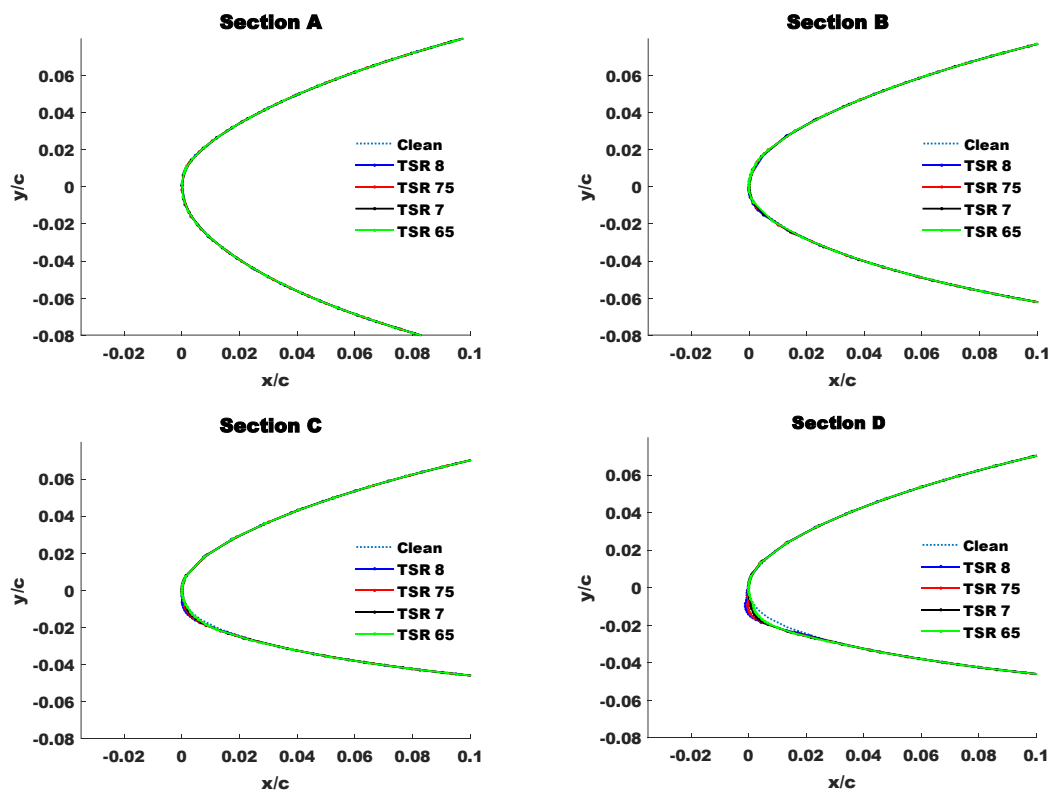 Section A
0.06
0.04
0.02
0
-0.02
-0.04
-0.06
-0.08
y/c
-0.02 0 0.02 0.04 0.06 0.08 0.1
x/c
Clean
TSR 8
TSR 75
TSR 7
TSR 65
Section B
0.06
0.04
0.02
0
-0.02
-0.04
-0.06
-0.08
y/c
-0.02 0 0.02 0.04 0.06 0.08 0.1
x/c
Clean
TSR 8
TSR 75
TSR 7
TSR 65
Section C
0.06
0.04
0.02
0
-0.02
-0.04
-0.06
-0.08
y/c
-0.02 0 0.02 0.04 0.06 0.08 0.1
x/c
Clean
TSR 8
TSR 75
TSR 7
TSR 65
Section D
0.06
0.04
0.02
0
-0.02
-0.04
-0.06
-0.08
y/c
-0.02 0 0.02 0.04 0.06 0.08 0.1
x/c
Clean
TSR 8
TSR 75
TSR 7
TSR 65